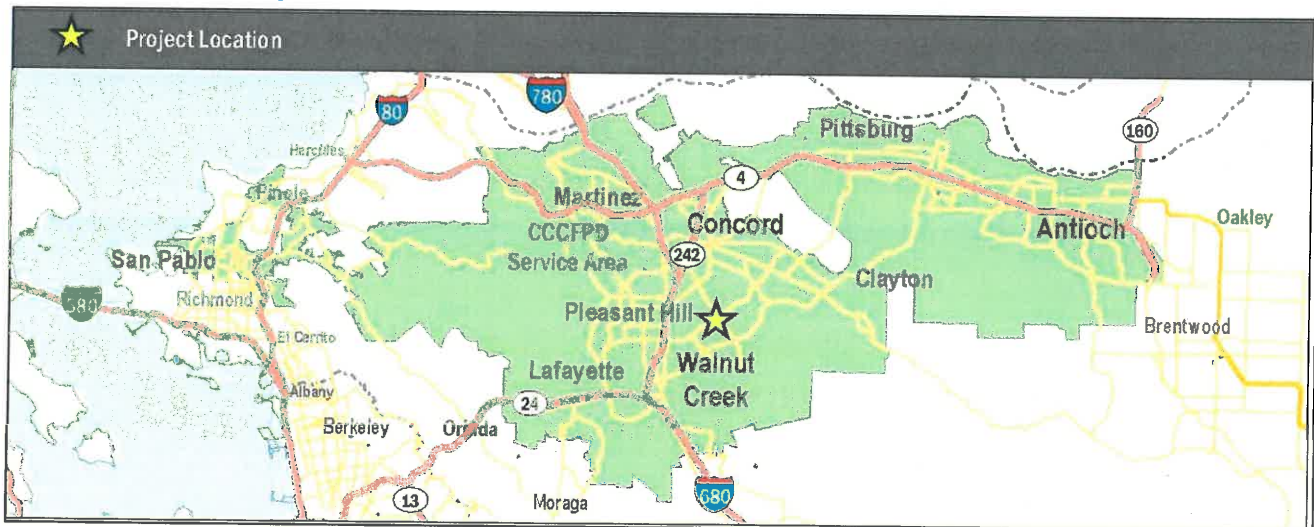 Project Location
80
780
160
Pittsburg
Hercules
4
Pinole
Martinez
Concord
Oakley
CCCFPD
Antioch
San Pablo
242
Service Area
Clayton
Richmond
580
Pleasant Hill
Brentwood
El Cerrito
Walnut
Creek
Lafayette
Albany
24
Berkeley
Orinda
680
13
Moraga